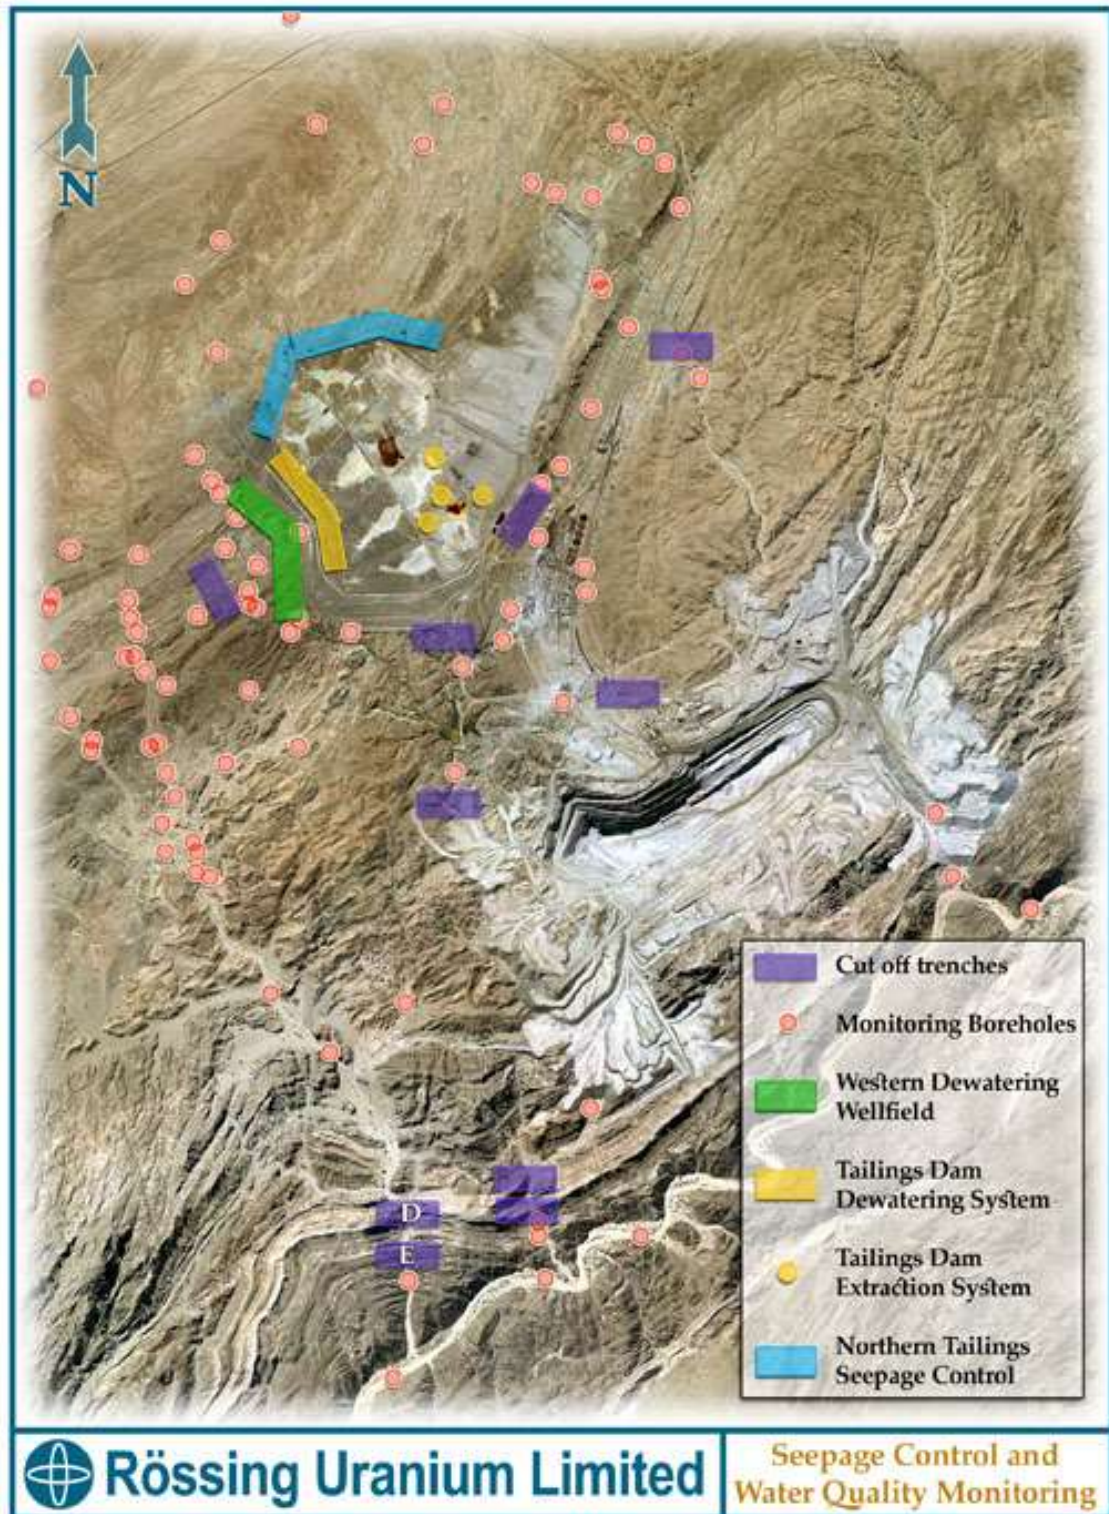 N
D
E
Cut off trenches
Monitoring Boreholes
Western Dewatering
Wellfield
Tailings Dam
Dewatering System
Tailings Dam
Extraction System
Northern Tailings
Seepage Control
Rössing Uranium Limited
Seepage Control and
Water Quality Monitoring